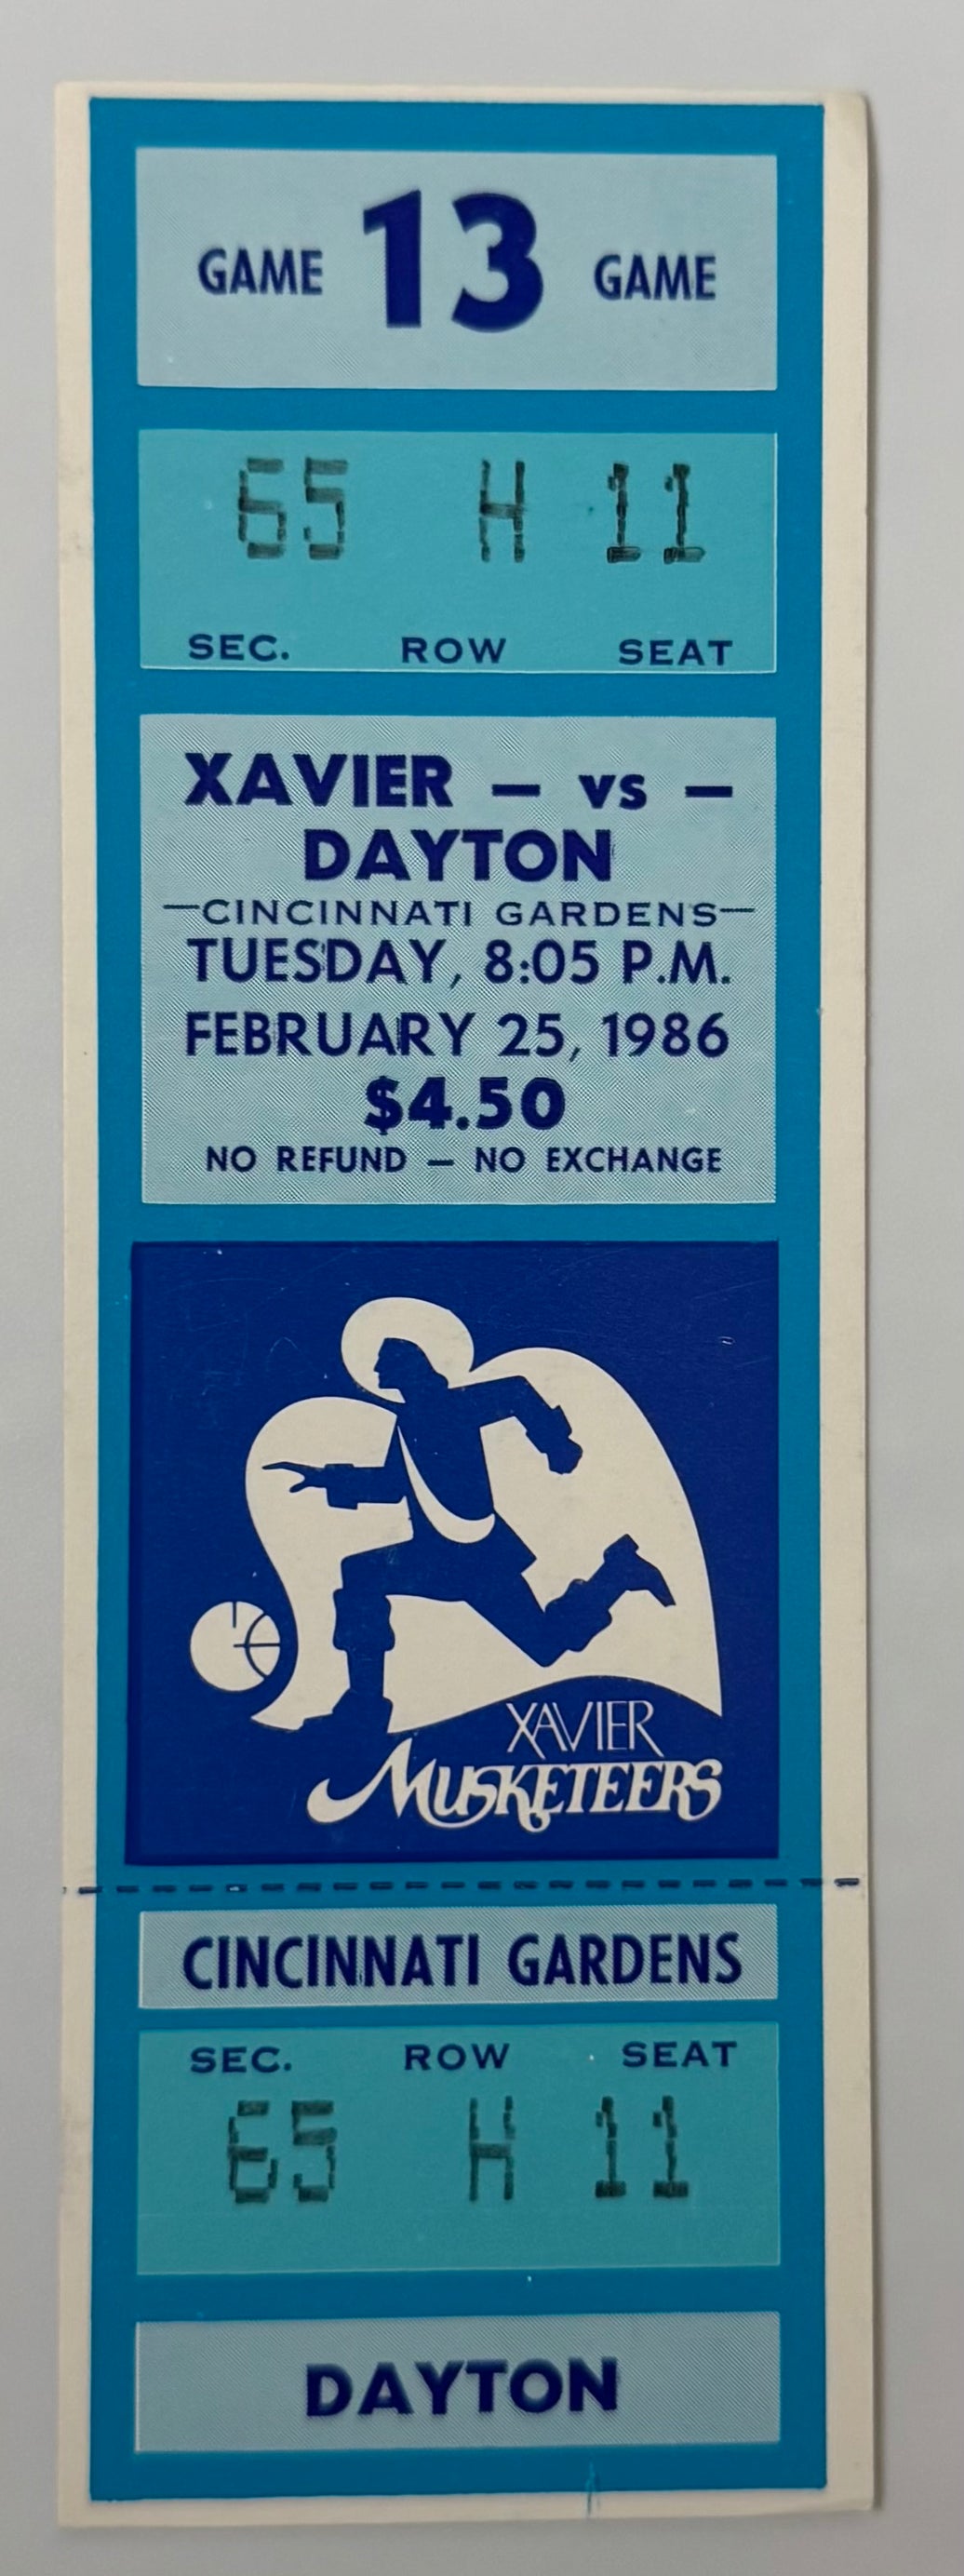 GAME 13 GAME
65 H 11
SEC. ROW SEAT
XAVIER — vs —
DAYTON
—CINCINNATI GARDENS—
TUESDAY, 8:05 P.M.
FEBRUARY 25, 1986
$4.50
NO REFUND — NO EXCHANGE
XAVIER
MUSKETEERS
CINCINNATI GARDENS
SEC. ROW SEAT
65 H 11
DAYTON